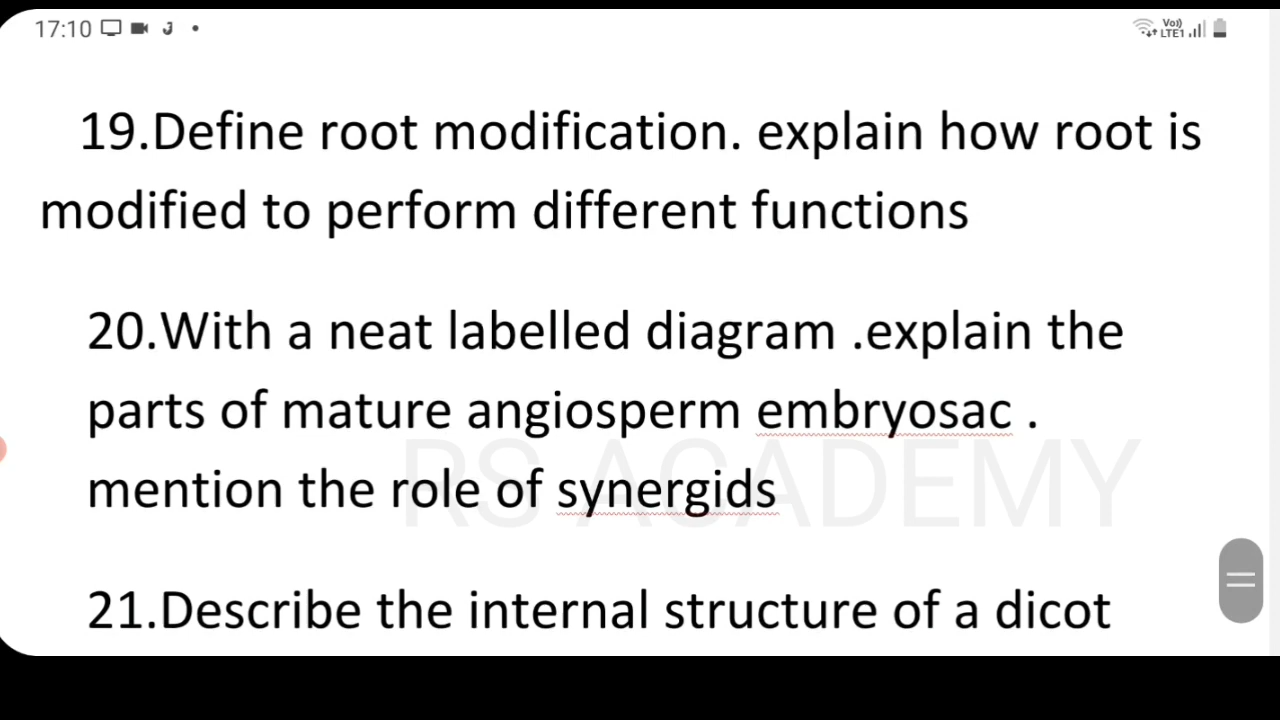 17:10
Vo))
LTE1
19.Define root modification. explain how root is
modified to perform different functions
20.With a neat labelled diagram .explain the
parts of mature angiosperm embryosac .
mention the role of synergids
RS ACADEMY
21.Describe the internal structure of a dicot